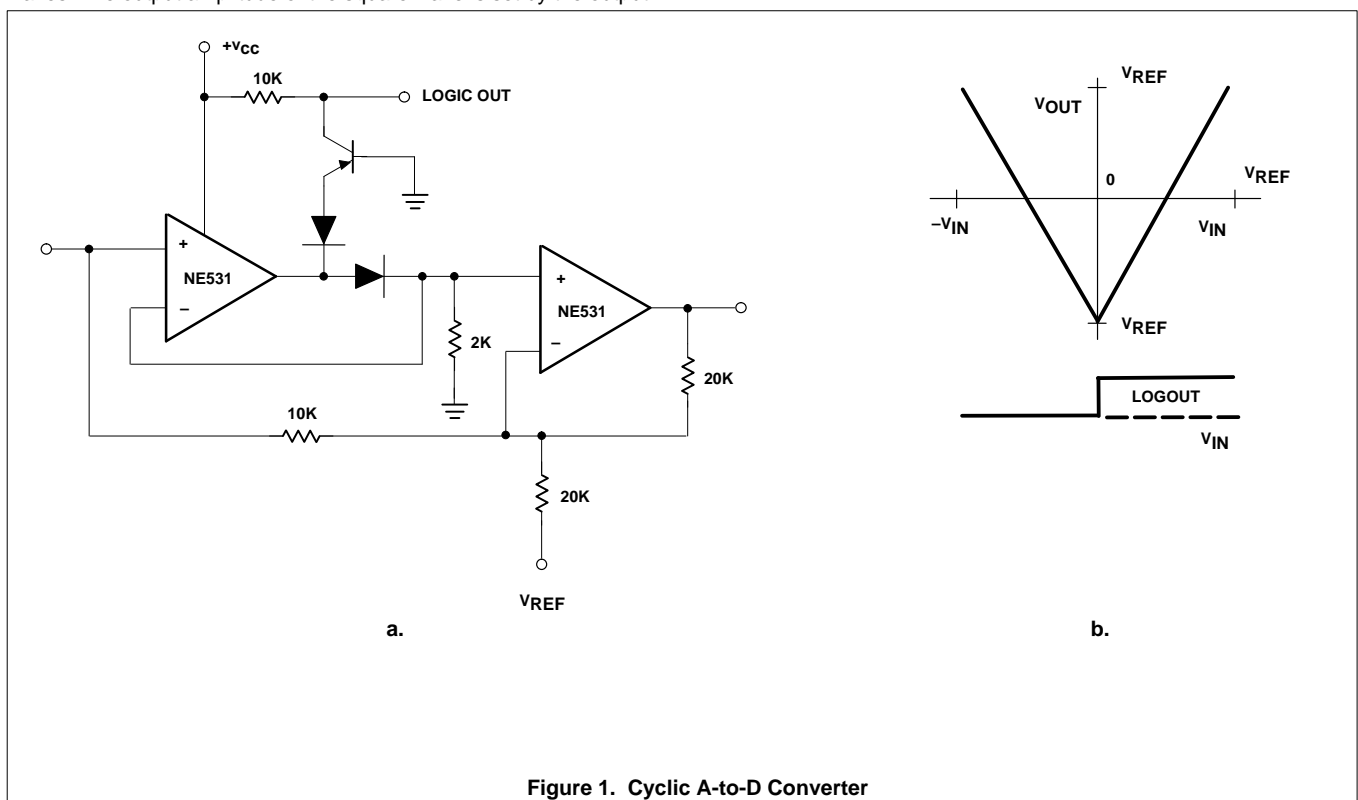 +VCC
10K
LOGIC OUT
+
NE531
–
+
NE531
–
2K
20K
10K
20K
VREF
a.
VREF
VOUT
0
VREF
–VIN
VIN
VREF
LOGOUT
VIN
b.
Figure 1. Cyclic A-to-D Converter